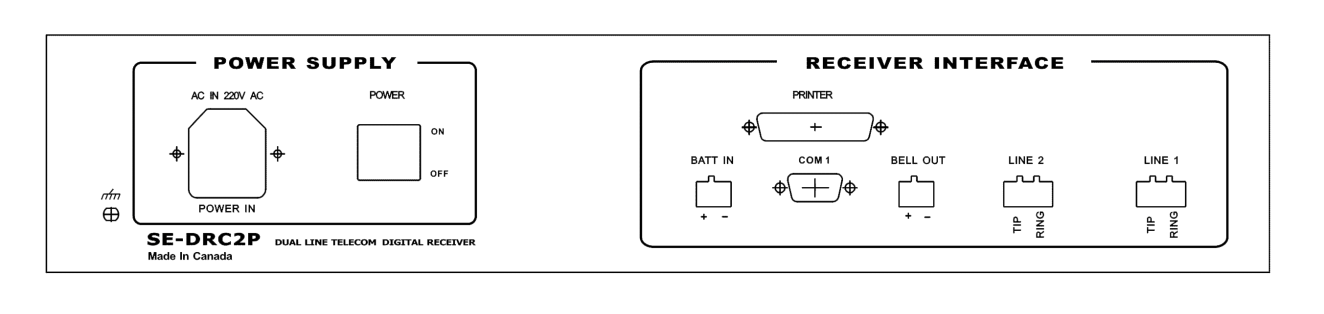 POWER SUPPLY
AC IN 220V AC
POWER
ON
OFF
POWER IN
SE-DRC2P DUAL LINE TELECOM DIGITAL RECEIVER
Made In Canada
RECEIVER INTERFACE
PRINTER
BATT IN
+ –
COM 1
BELL OUT
+ –
LINE 2
TIP
RING
LINE 1
TIP
RING